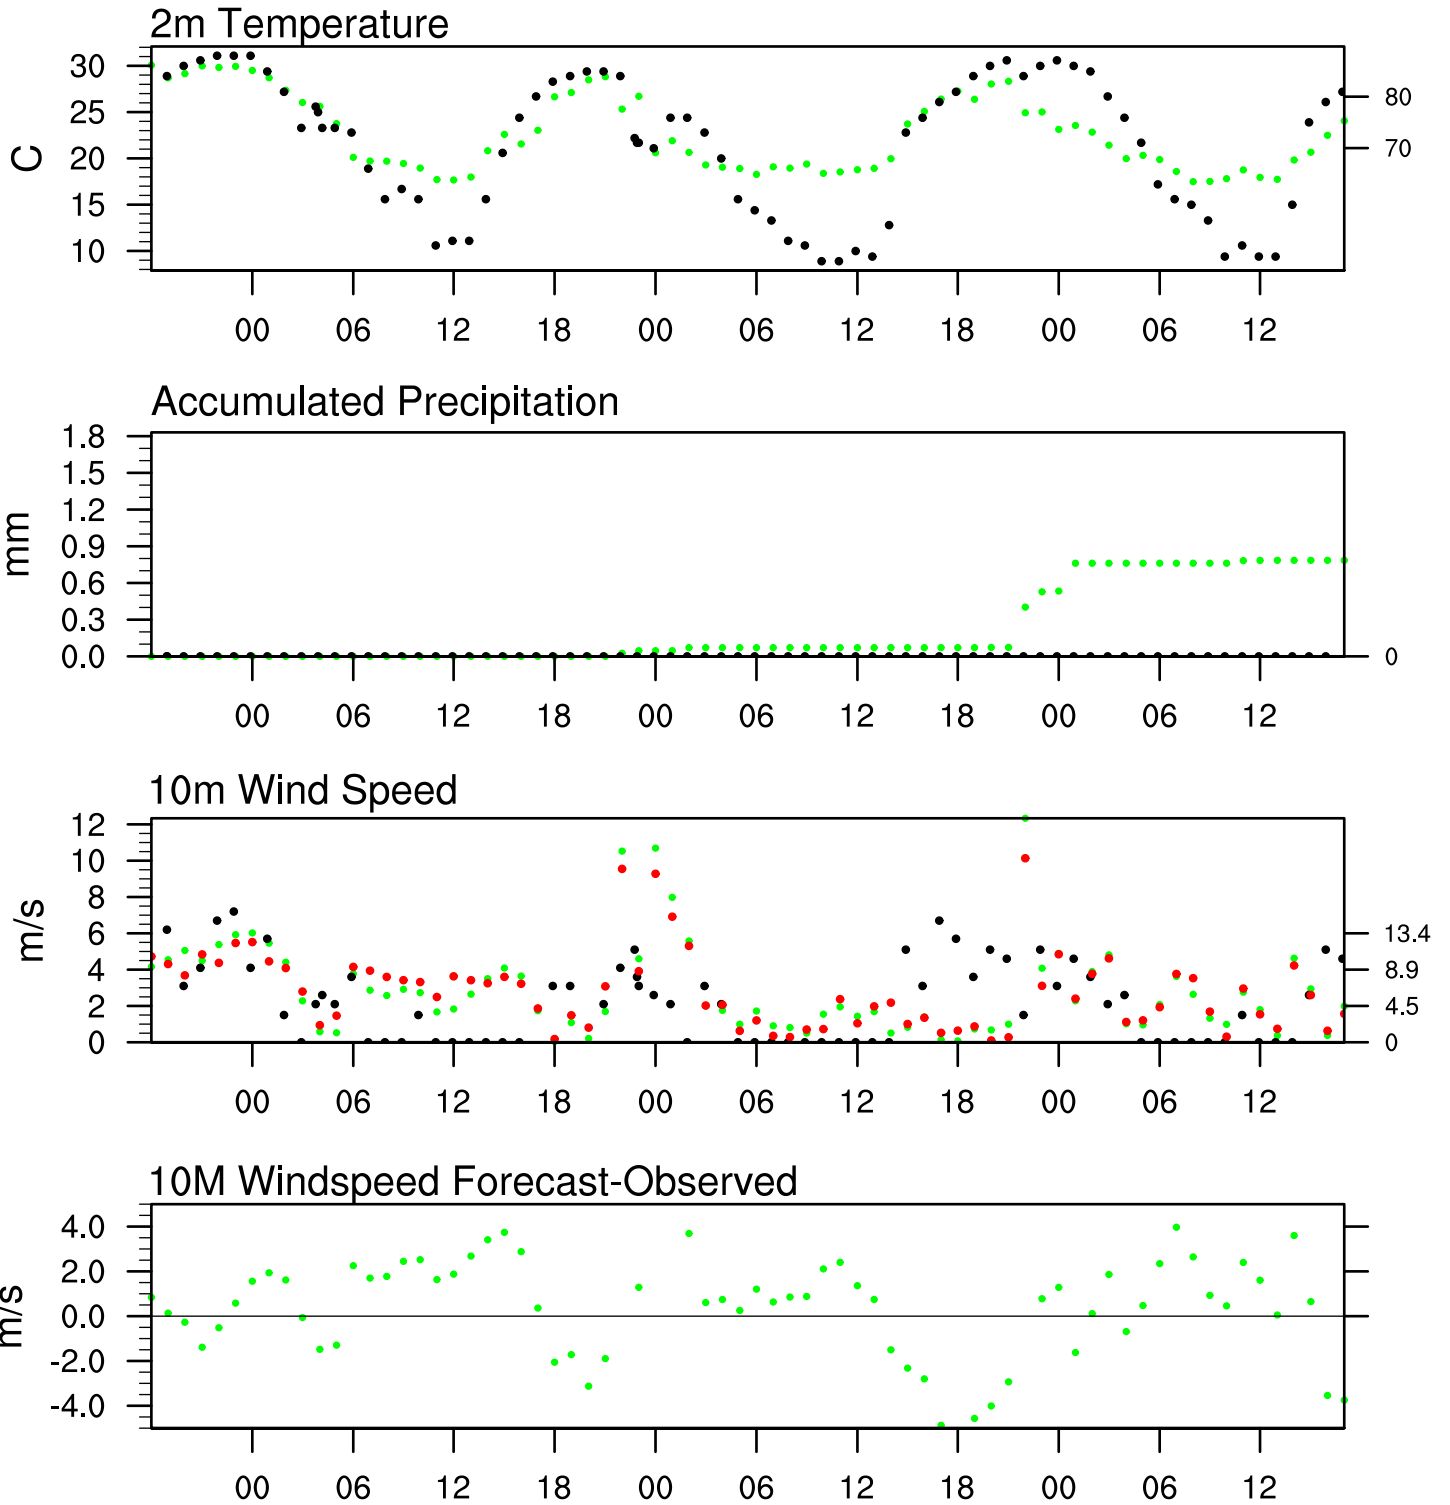 2m Temperature
30
25
20
15
10
C
80
70
00 06 12 18 00 06 12 18 00 06 12
Accumulated Precipitation
1.8
1.5
1.2
0.9
0.6
0.3
0.0
mm
0
00 06 12 18 00 06 12 18 00 06 12
10m Wind Speed
12
10
8
6
4
2
0
m/s
13.4
8.9
4.5
0
00 06 12 18 00 06 12 18 00 06 12
10M Windspeed Forecast-Observed
4.0
2.0
0.0
-2.0
-4.0
m/s
00 06 12 18 00 06 12 18 00 06 12